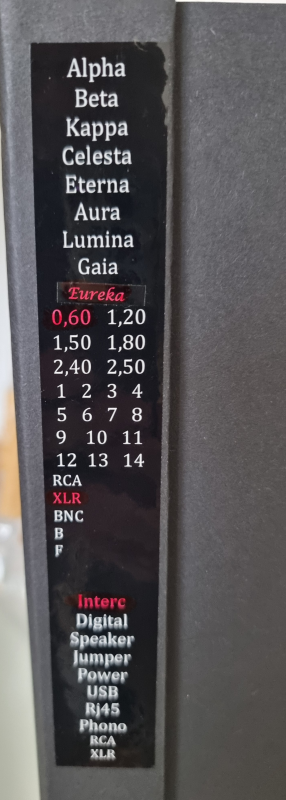 Alpha
Beta
Kappa
Celesta
Eterna
Aura
Lumina
Gaia
Eureka
0,60 1,20
1,50 1,80
2,40 2,50
1 2 3 4
5 6 7 8
9 10 11
12 13 14
RCA
XLR
BNC
B
F
Interc
Digital
Speaker
Jumper
Power
USB
Rj45
Phono
RCA
XLR